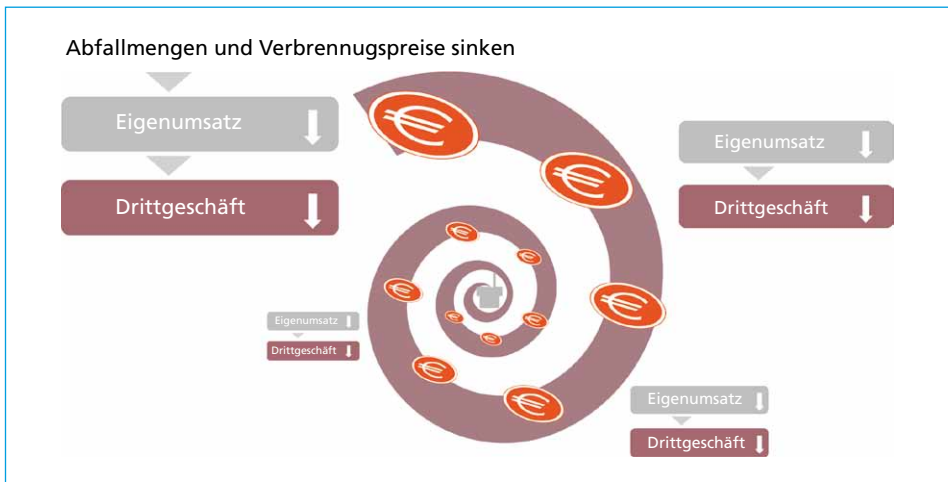 Abfallmengen und Verbrennugspreise sinken
Eigenumsatz
Drittgeschäft
Eigenumsatz
Drittgeschäft
Eigenumsatz
Drittgeschäft
Eigenumsatz
Drittgeschäft